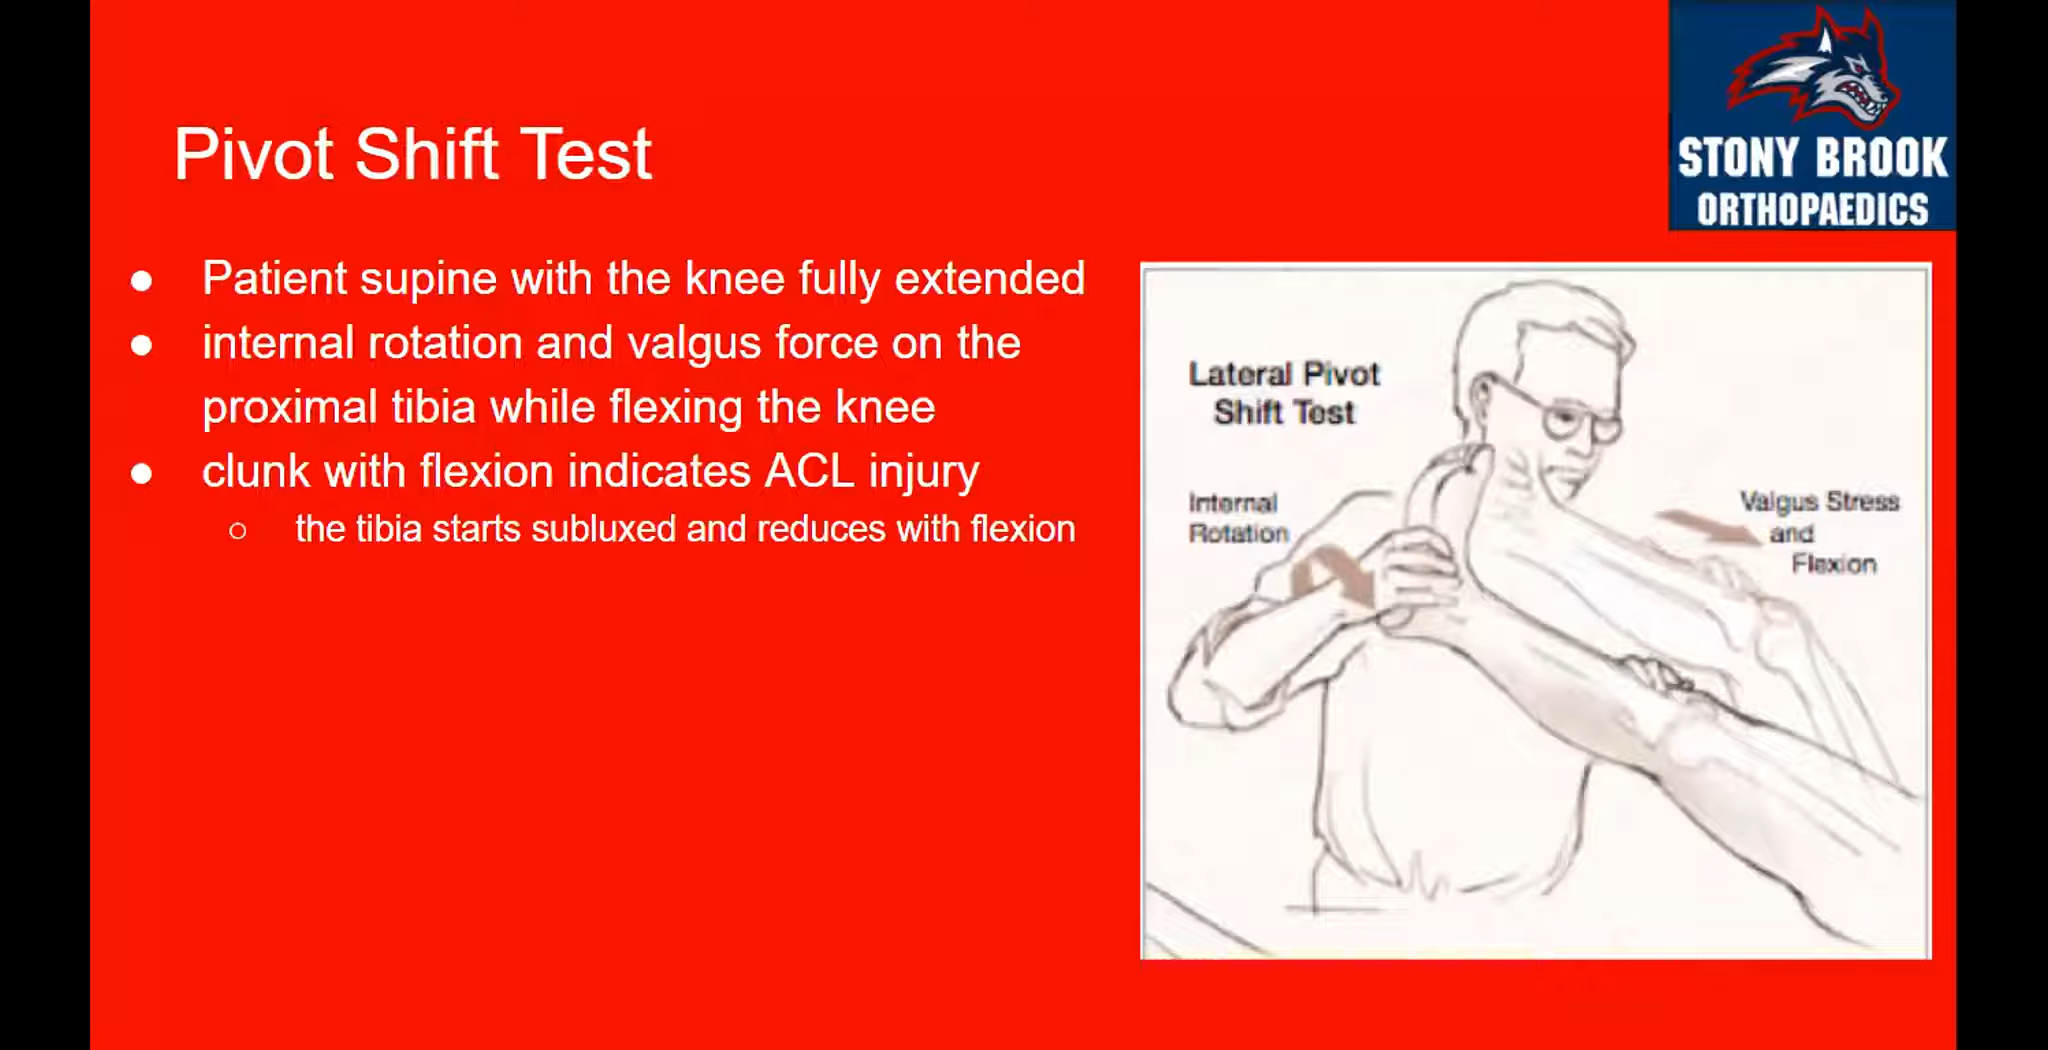 STONY BROOK
ORTHOPAEDICS
Pivot Shift Test
● Patient supine with the knee fully extended
● internal rotation and valgus force on the
proximal tibia while flexing the knee
● clunk with flexion indicates ACL injury
○ the tibia starts subluxed and reduces with flexion
Lateral Pivot
Shift Test
Internal
Rotation
Valgus Stress
and
Flexion